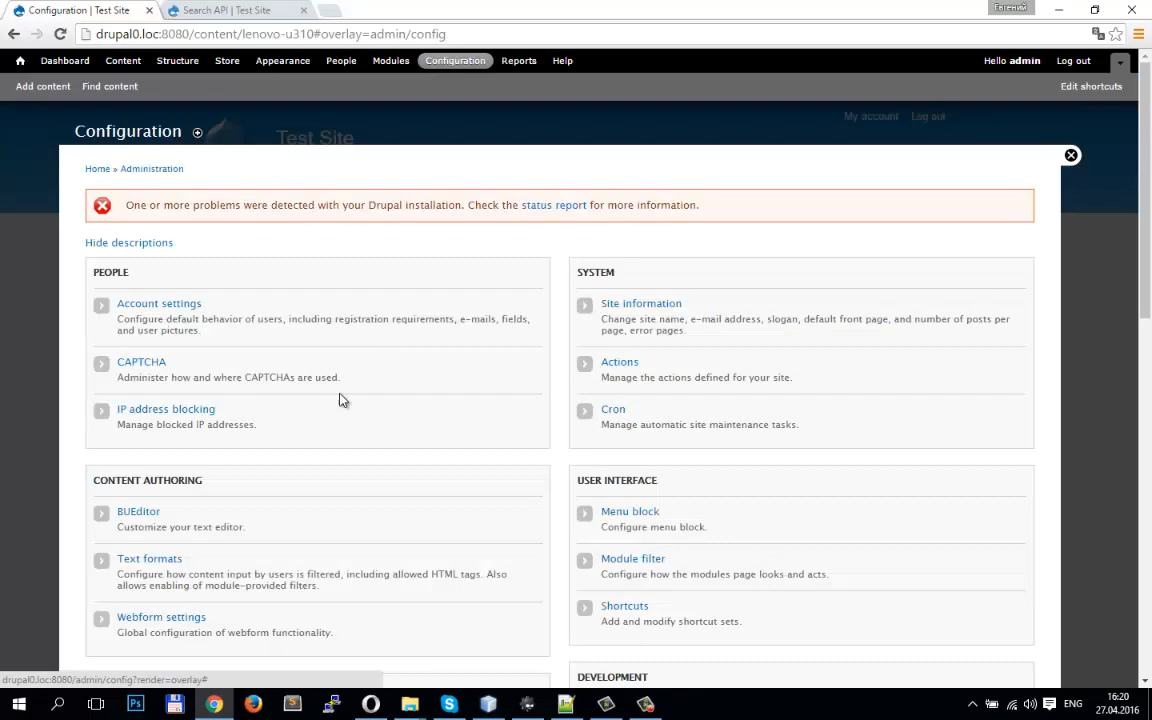 Configuration | Test Site
Search API | Test Site
Евгений
drupal0.loc:8080/content/lenovo-u310#overlay=admin/config
Dashboard Content Structure Store Appearance People Modules Configuration Reports Help Hello admin Log out
Add content Find content Edit shortcuts
My account Log out
Configuration
Test Site
Home » Administration
One or more problems were detected with your Drupal installation. Check the status report for more information.
Hide descriptions
PEOPLE
Account settings
Configure default behavior of users, including registration requirements, e-mails, fields,
and user pictures.
CAPTCHA
Administer how and where CAPTCHAs are used.
IP address blocking
Manage blocked IP addresses.
CONTENT AUTHORING
BUEditor
Customize your text editor.
Text formats
Configure how content input by users is filtered, including allowed HTML tags. Also
allows enabling of module-provided filters.
Webform settings
Global configuration of webform functionality.
SYSTEM
Site information
Change site name, e-mail address, slogan, default front page, and number of posts per
page, error pages.
Actions
Manage the actions defined for your site.
Cron
Manage automatic site maintenance tasks.
USER INTERFACE
Menu block
Configure menu block.
Module filter
Configure how the modules page looks and acts.
Shortcuts
Add and modify shortcut sets.
DEVELOPMENT
drupal0.loc:8080/admin/config?render=overlay#
Ps
S
ENG
16:20
27.04.2016